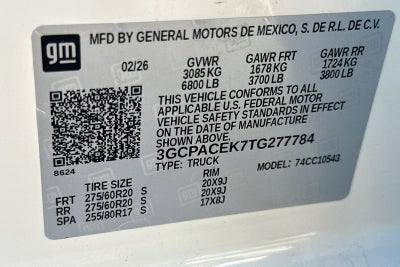 gm MFD BY GENERAL MOTORS DE MEXICO, S. DE R.L. DE C.V.
02/26 GVWR GAWR FRT GAWR RR
3085 KG 1678 KG 1724 KG
6800 LB 3700 LB 3800 LB
THIS VEHICLE CONFORMS TO ALL
APPLICABLE U.S. FEDERAL MOTOR
VEHICLE SAFETY STANDARDS IN EFFECT
ON THE DATE OF MANUFACTURE
3GCPACEK7TG277784
8624 TYPE: TRUCK MODEL: 74CC10543
TIRE SIZE RIM
FRT 275/60R20 S 20X9J
RR 275/60R20 S 20X9J
SPA 255/80R17 S 17X8J